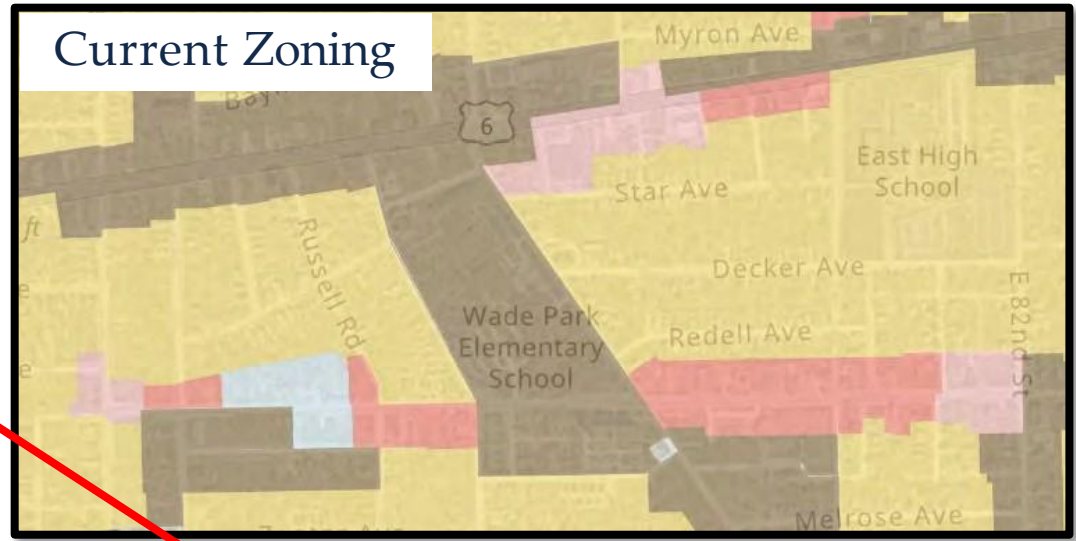 Current Zoning
Myron Ave
6
East High
School
Star Ave
ft
Russell Rd
Decker Ave
E 82nd St
Wade Park
Elementary
School
Redell Ave
e
e
Melrose Ave